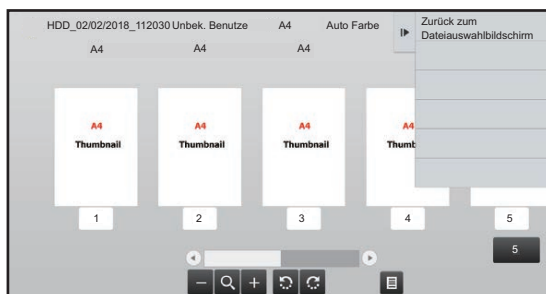 HDD_02/02/2018_112030 Unbek. Benutze A4 Auto Farbe
Zurück zum
Dateiauswahlbildschirm
A4 A4 A4
A4 A4 A4 A4
Thumbnail Thumbnail Thumbnail Thumb
1 2 3 4 5
5